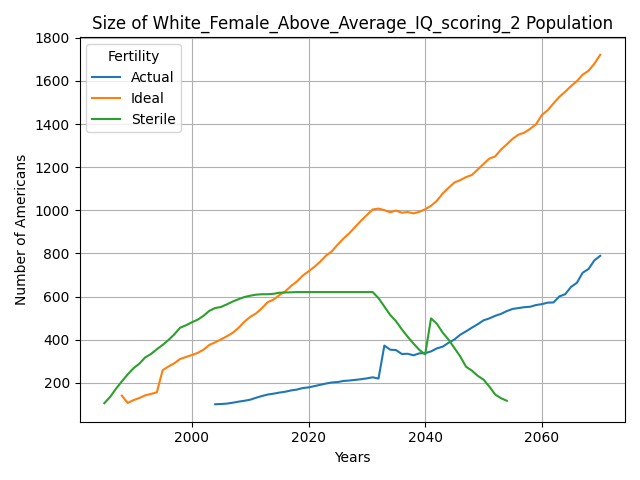 Size of White_Female_Above_Average_IQ_scoring_2 Population
Number of Americans
1800
1600
1400
1200
1000
800
600
400
200
Fertility
Actual
Ideal
Sterile
2000
2020
2040
2060
Years